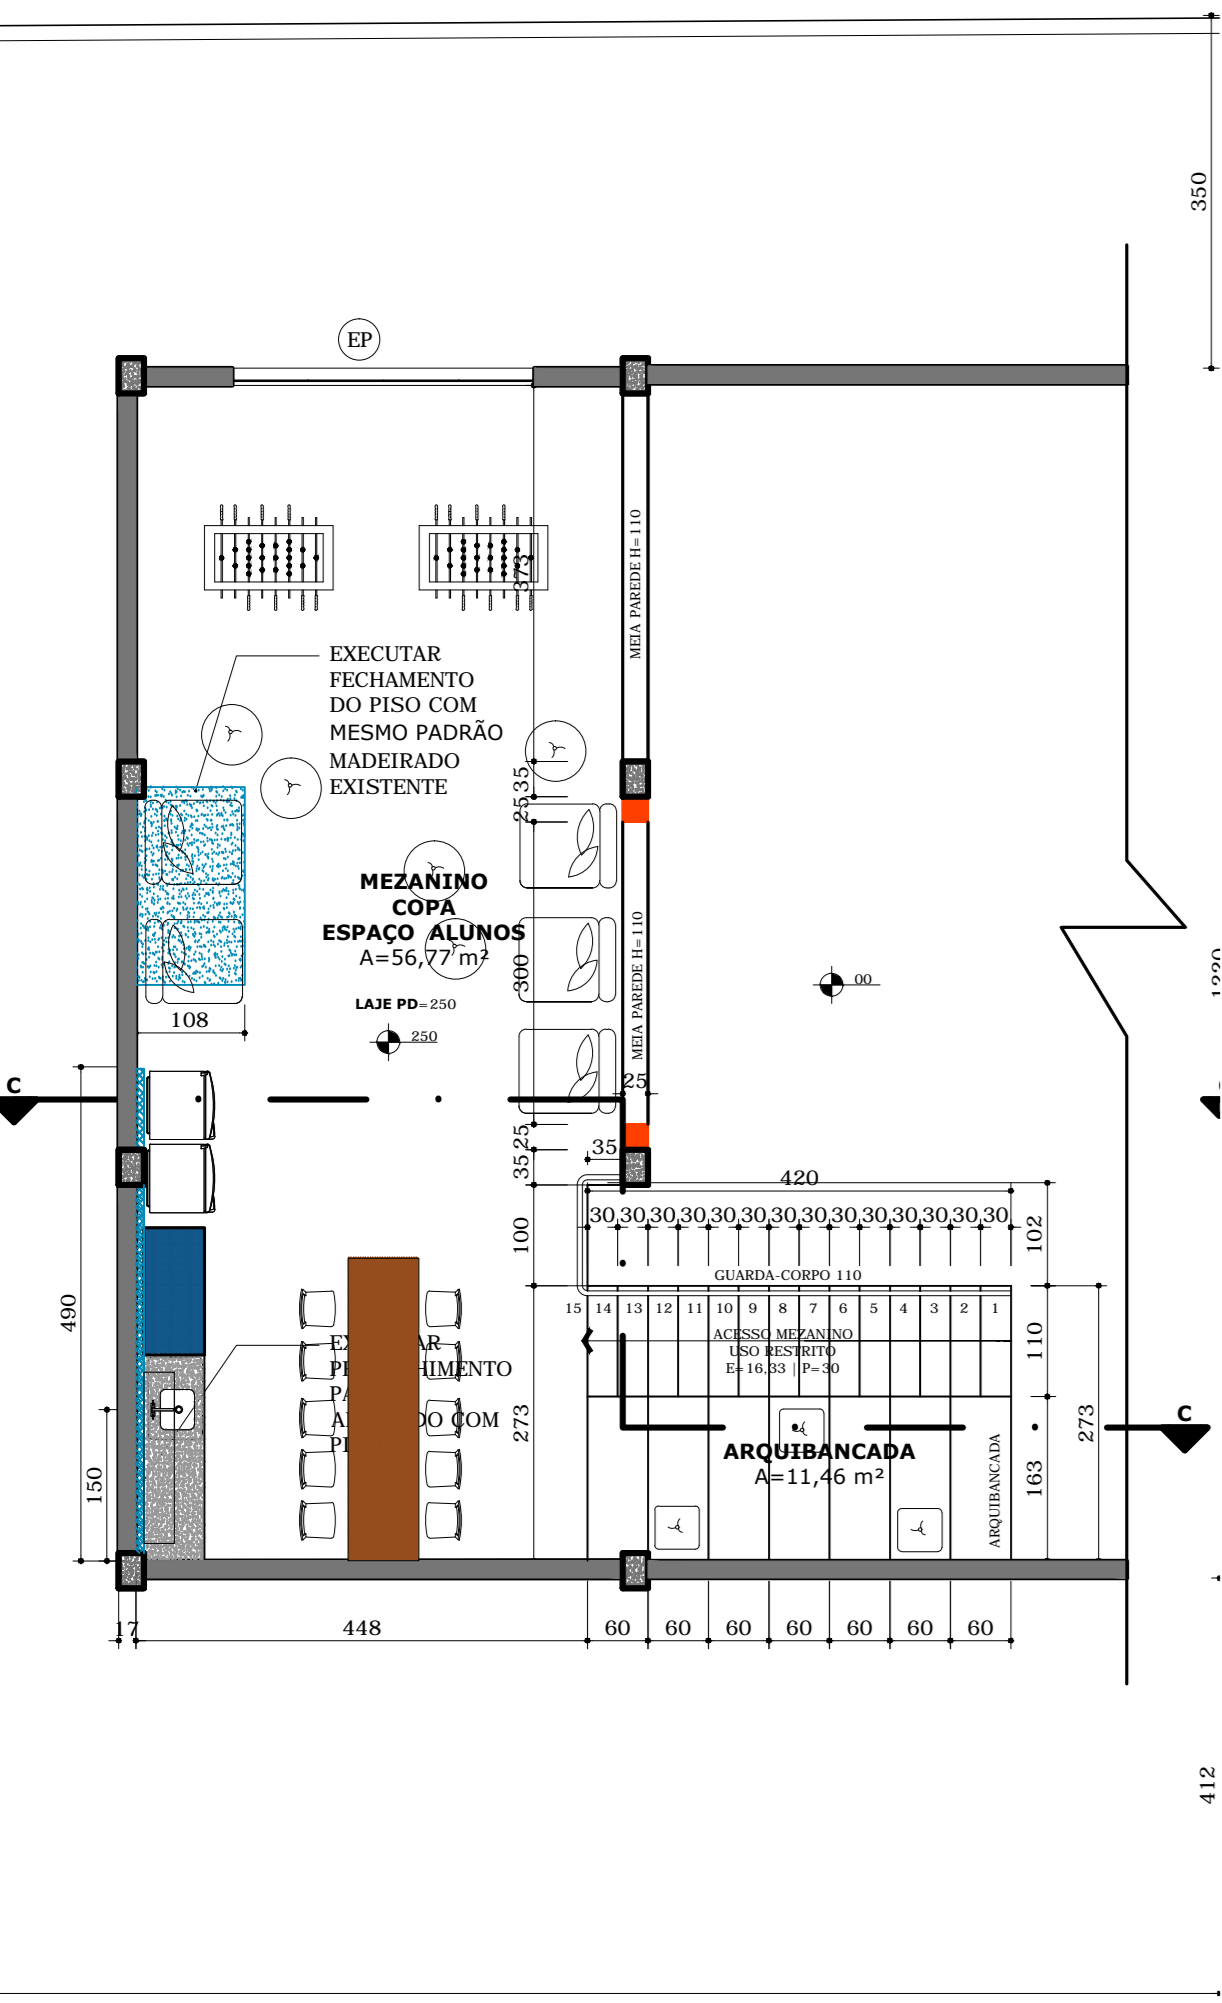 350
EP
MEIA PAREDE H=110
373
EXECUTAR
FECHAMENTO
DO PISO COM
MESMO PADRÃO
MADEIRADO
EXISTENTE
35
25
MEZANINO
COPA
ESPAÇO ALUNOS
A=56,77 m²
300
LAJE PD=250
250
00
MEIA PAREDE H=110
108
C
25
25
35
35
420
30 30 30 30 30 30 30 30 30 30 30 30 30 30
102
100
GUARDA-CORPO 110
15 14 13 12 11 10 9 8 7 6 5 4 3 2 1
ACESSO MEZANINO
USO RESTRITO
E=16,33 | P=30
110
490
HIMENTO
DO COM
273
C
ARQUIBANCADA
A=11,46 m²
ARQUIBANCADA
163
273
150
17
448
60 60 60 60 60 60 60
412